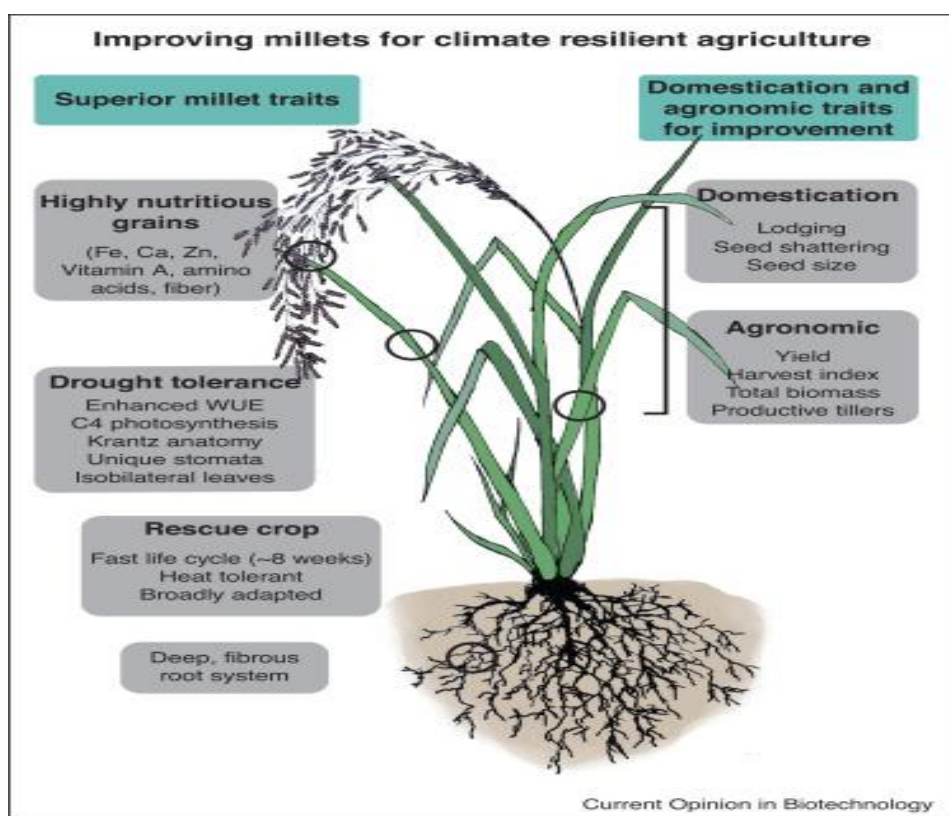 Improving millets for climate resilient agriculture
Superior millet traits
Highly nutritious
grains
(Fe, Ca, Zn,
Vitamin A, amino
acids, fiber)
Drought tolerance
Enhanced WUE
C4 photosynthesis
Krantz anatomy
Unique stomata
Isobilateral leaves
Rescue crop
Fast life cycle (~8 weeks)
Heat tolerant
Broadly adapted
Deep, fibrous
root system
Domestication and
agronomic traits
for improvement
Domestication
Lodging
Seed shattering
Seed size
Agronomic
Yield
Harvest index
Total biomass
Productive tillers
Current Opinion in Biotechnology